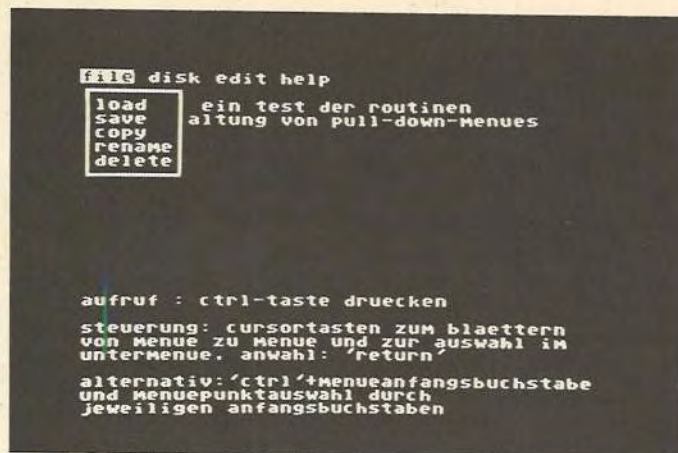 file disk edit help
load ein test der routinen
save altung von pull-down-menues
copy
rename
delete
aufruf : ctrl-taste druecken
steuerung: cursortasten zum blaettern
von menue zu menue und zur auswahl im
untermenue. anwahl: 'return'
alternativ:'ctrl'+menueanfangsbuchstabe
und menuepunktauswahl durch
jeweiligen anfangsbuchstaben